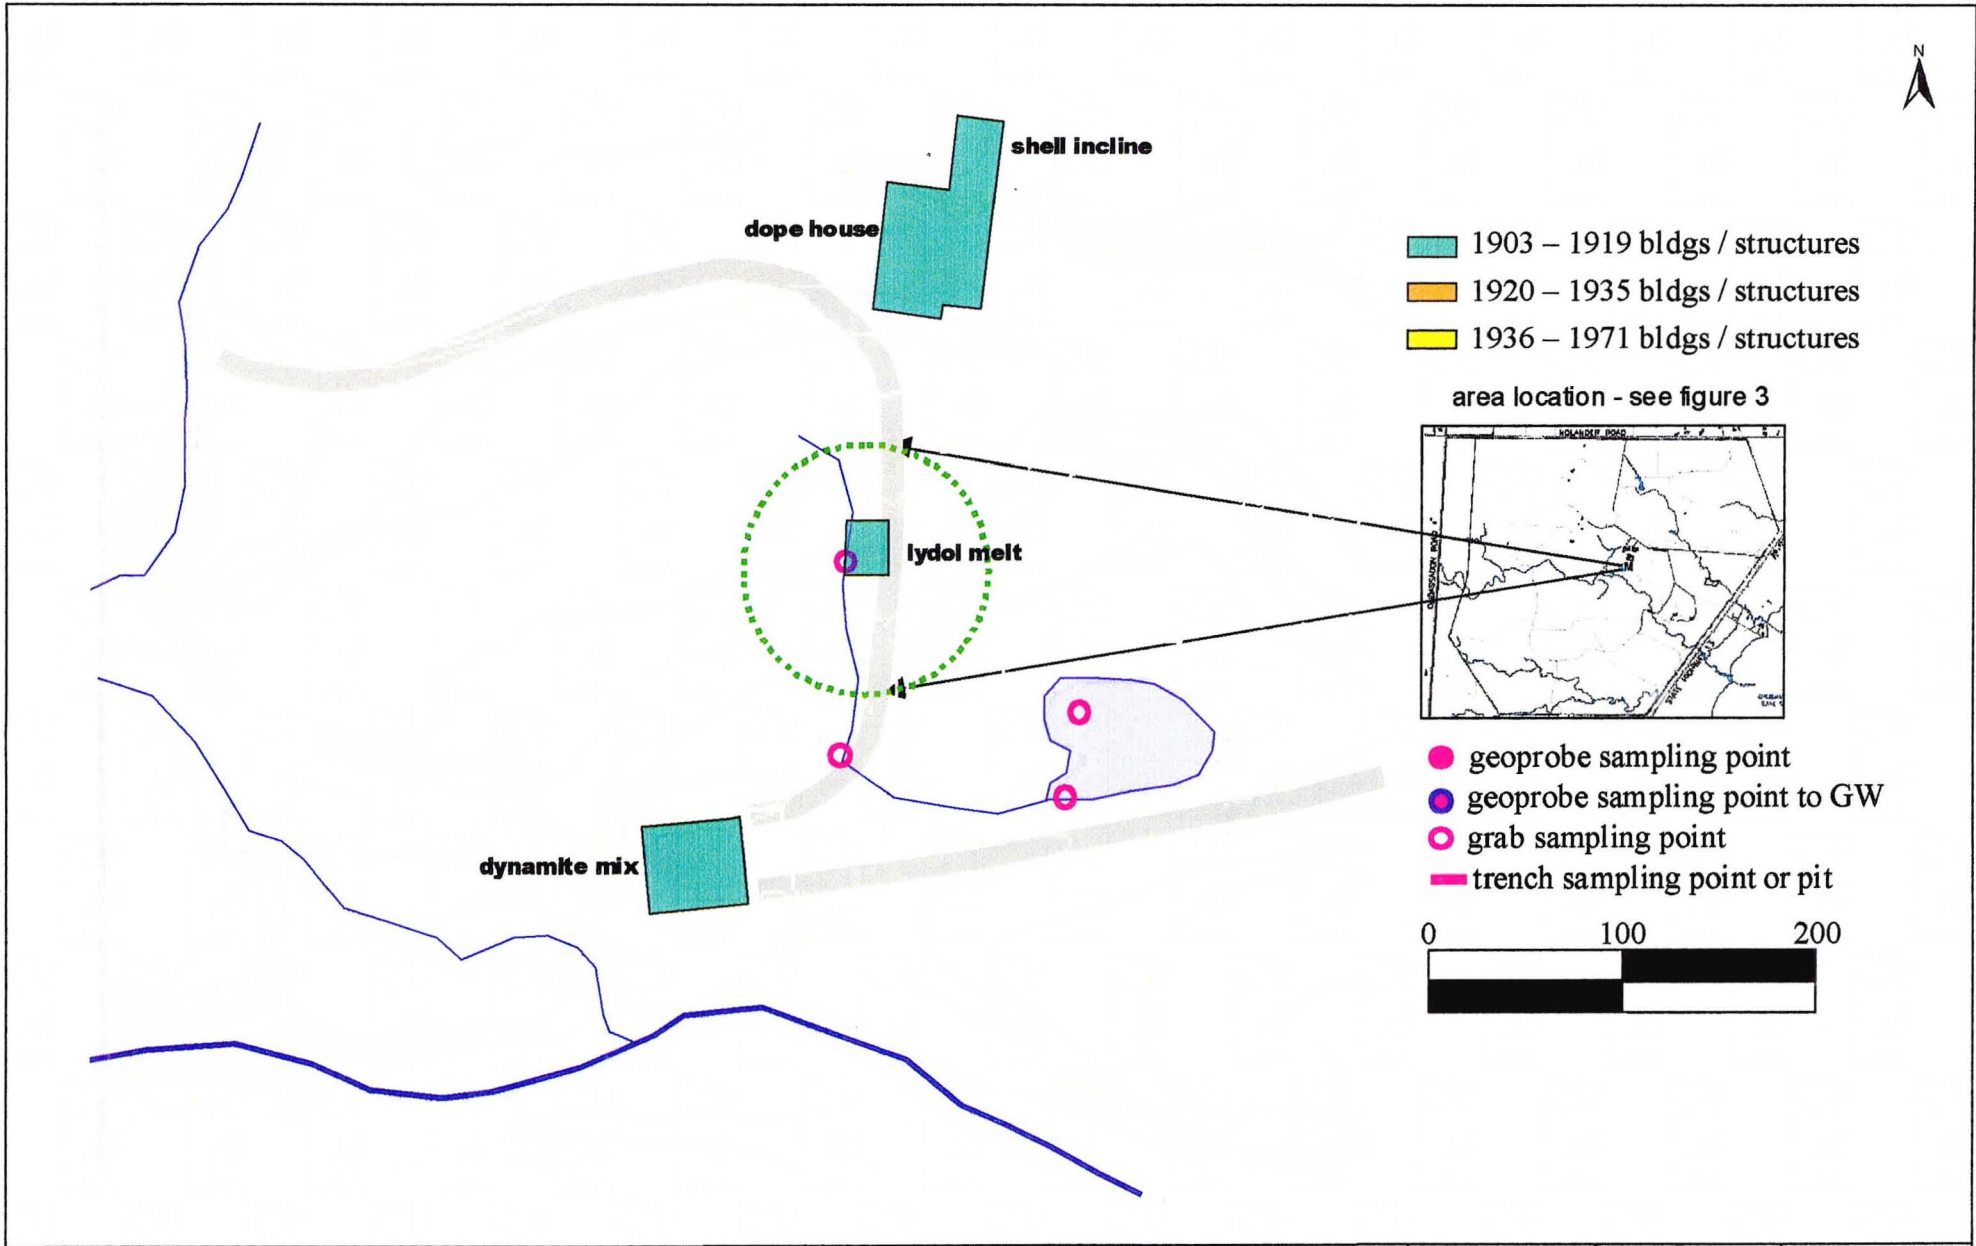 N
shell incline
dope house
1903 – 1919 bldgs / structures
1920 – 1935 bldgs / structures
1936 – 1971 bldgs / structures
area location - see figure 3
lydol melt
geoprobe sampling point
geoprobe sampling point to GW
grab sampling point
trench sampling point or pit
dynamite mix
0 100 200